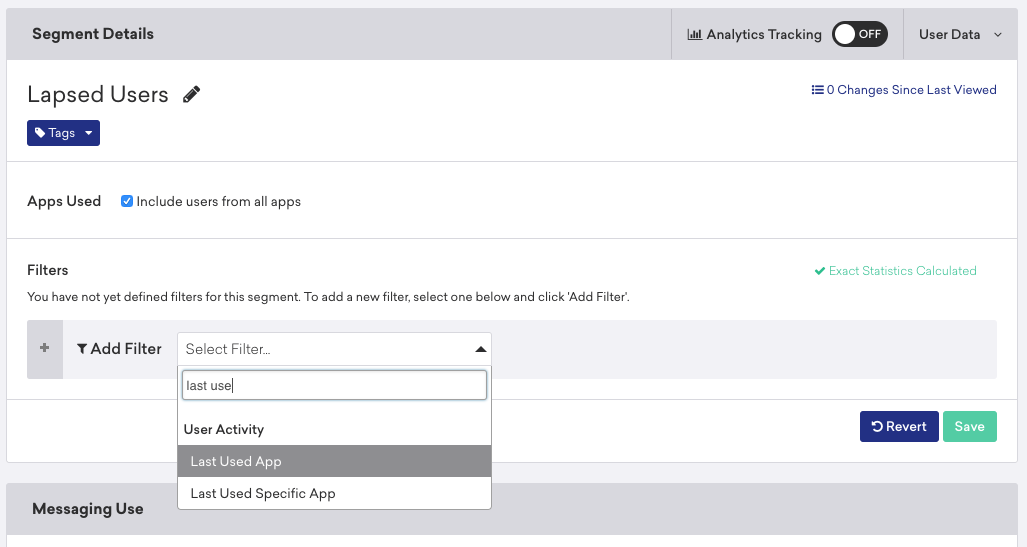 Segment Details
Analytics Tracking OFF User Data
Lapsed Users
0 Changes Since Last Viewed
Tags
Apps Used Include users from all apps
Filters
Exact Statistics Calculated
You have not yet defined filters for this segment. To add a new filter, select one below and click 'Add Filter'.
+ Add Filter Select Filter...
last use
User Activity
Last Used App
Last Used Specific App
Revert Save
Messaging Use